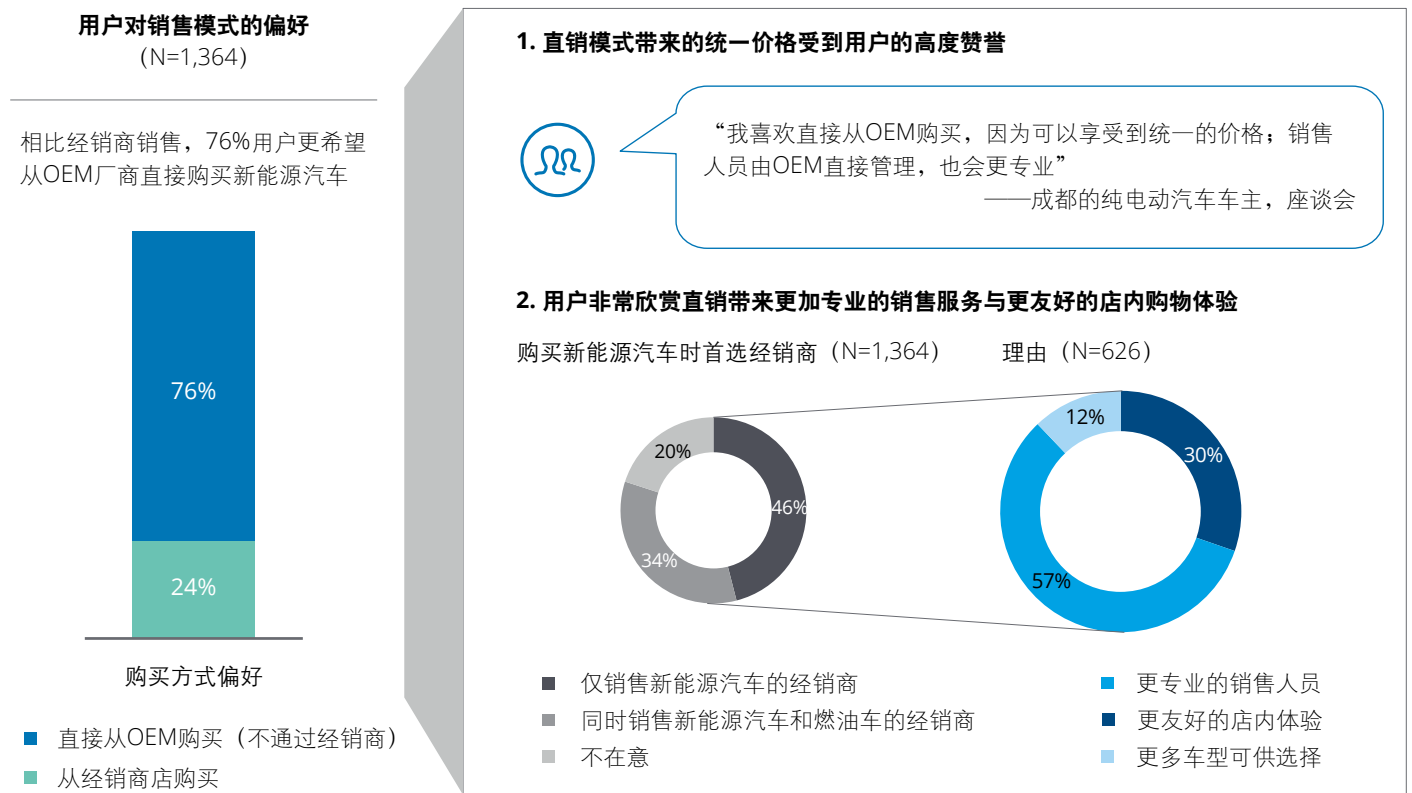 用户对销售模式的偏好
（N=1,364）
相比经销商销售，76%用户更希望
从OEM厂商直接购买新能源汽车
76%
24%
购买方式偏好
直接从OEM购买（不通过经销商）
从经销商店购买
1. 直销模式带来的统一价格受到用户的高度赞誉
“我喜欢直接从OEM购买，因为可以享受到统一的价格；销售
人员由OEM直接管理，也会更专业”
——成都的纯电动汽车车主，座谈会
2. 用户非常欣赏直销带来更加专业的销售服务与更友好的店内购物体验
购买新能源汽车时首选经销商（N=1,364）
20%
46%
34%
仅销售新能源汽车的经销商
同时销售新能源汽车和燃油车的经销商
不在意
理由（N=626）
12%
30%
57%
更专业的销售人员
更友好的店内体验
更多车型可供选择